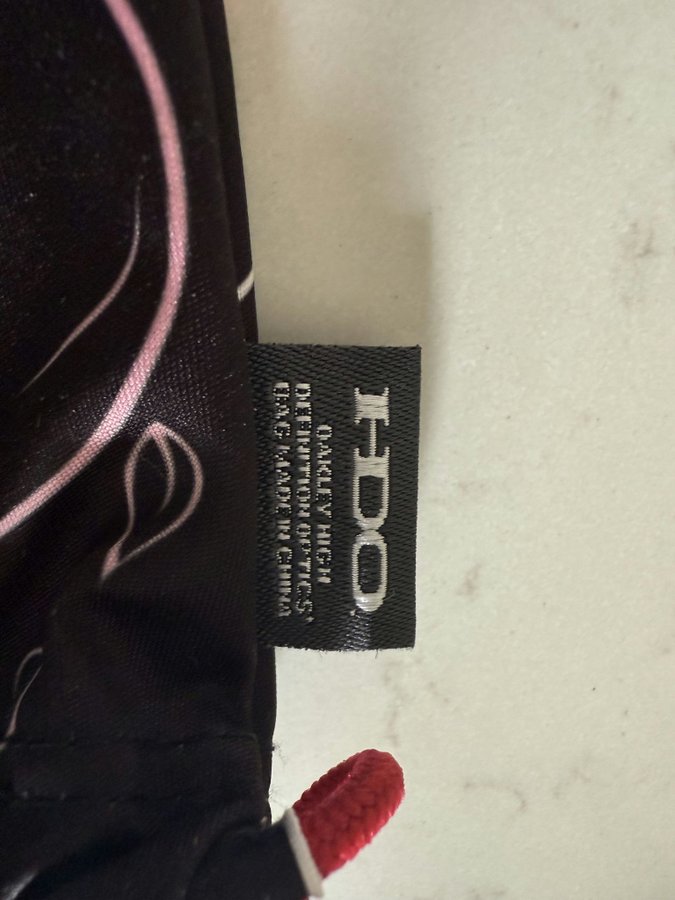 HDO
OAKLEY HIGH
DEFINITION OPTICS.
BAG MADE IN CHINA